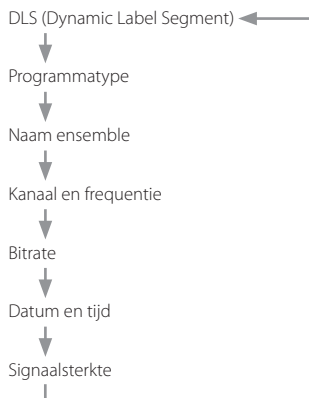 DLS (Dynamic Label Segment)
Programmatype
Naam ensemble
Kanaal en frequentie
Bitrate
Datum en tijd
Signaalsterkte